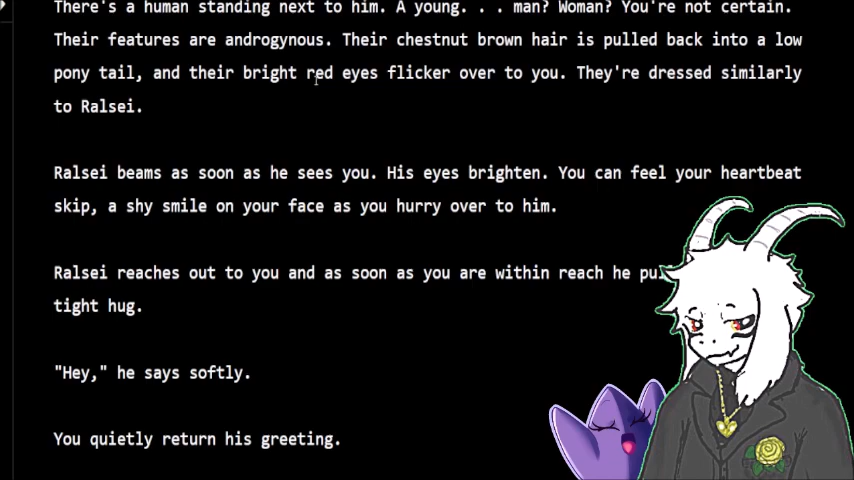 There's a human standing next to him. A young. . . man? Woman? You're not certain.
Their features are androgynous. Their chestnut brown hair is pulled back into a low
pony tail, and their bright red eyes flicker over to you. They're dressed similarly
to Ralsei.
Ralsei beams as soon as he sees you. His eyes brighten. You can feel your heartbeat
skip, a shy smile on your face as you hurry over to him.
Ralsei reaches out to you and as soon as you are within reach he
tight hug.
"Hey," he says softly.
You quietly return his greeting.